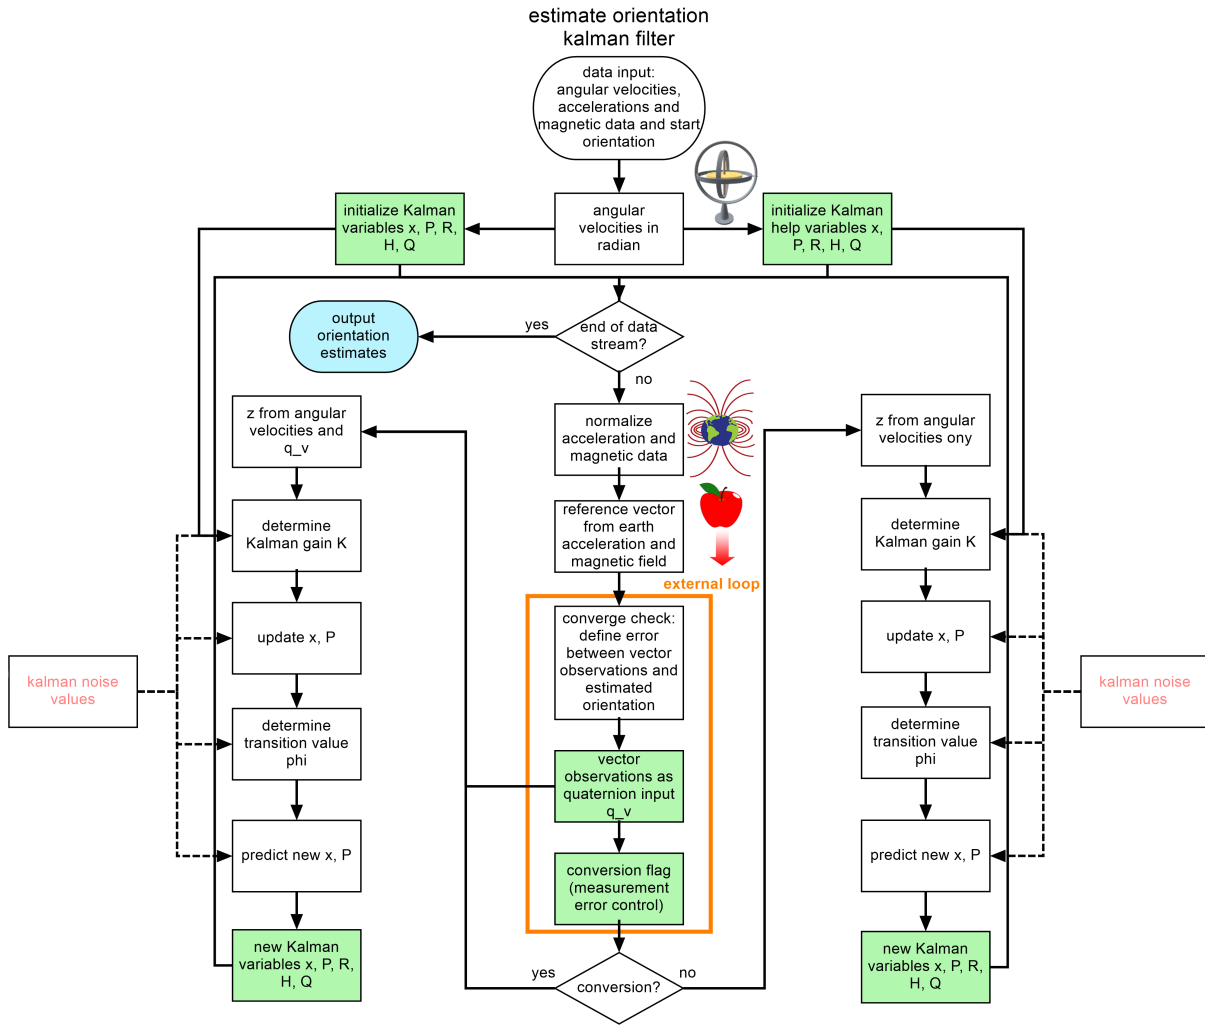 estimate orientation
kalman filter
data input:
angular velocities,
accelerations and
magnetic data and start
orientation
initialize Kalman
variables x, P, R,
H, Q
angular
velocities in
radian
initialize Kalman
help variables x,
P, R, H, Q
output
orientation
estimates
yes
end of data
stream?
no
z from angular
velocities and
q_v
normalize
acceleration and
magnetic data
z from angular
velocities ony
determine
Kalman gain K
reference vector
from earth
acceleration and
magnetic field
determine
Kalman gain K
external loop
update x, P
converge check:
define error
between vector
observations and
estimated
orientation
update x, P
kalman noise
values
kalman noise
values
determine
transition value
phi
determine
transition value
phi
vector
observations as
quaternion input
q_v
predict new x, P
conversion flag
(measurement
error control)
predict new x, P
new Kalman
variables x, P, R,
H, Q
yes
conversion?
no
new Kalman
variables x, P, R,
H, Q